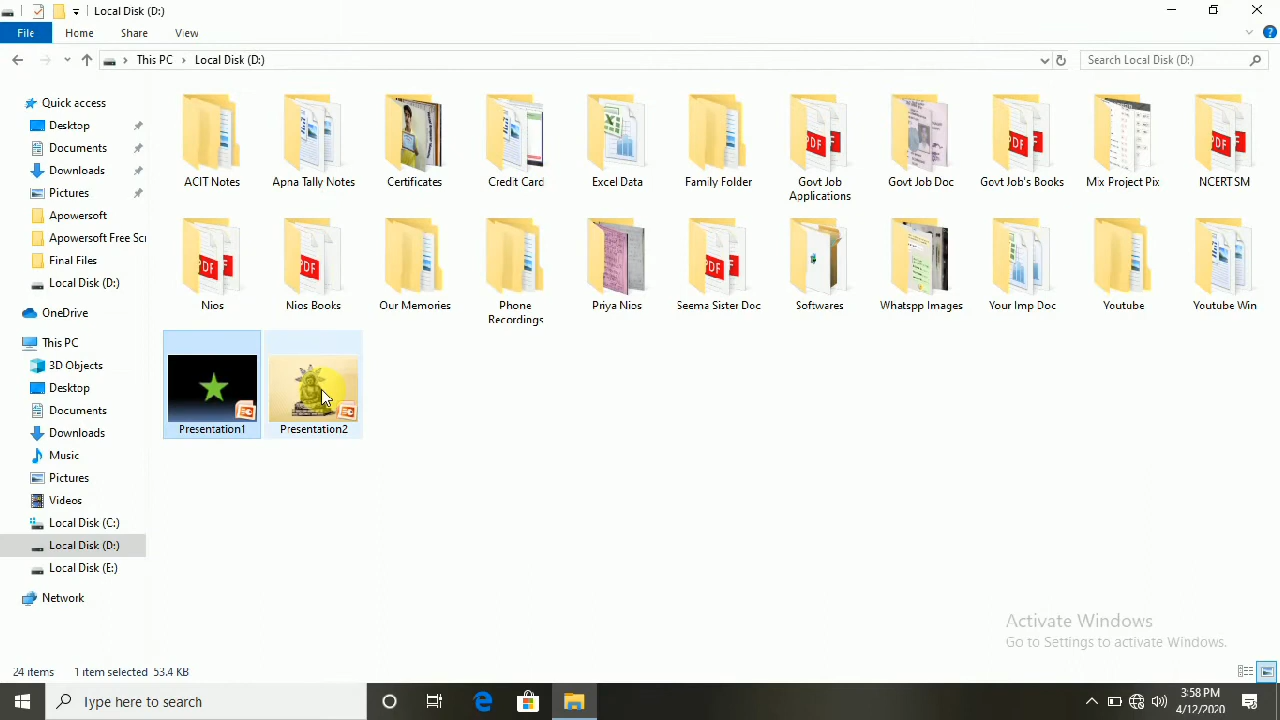 Local Disk (D:)
File Home Share View
This PC Local Disk (D:) Search Local Disk (D:)
Quick access
Desktop
Documents
Downloads
Pictures
Apowersoft
Apowersoft Free Scr
Final Files
Local Disk (D:)
OneDrive
This PC
3D Objects
Desktop
Documents
Downloads
Music
Pictures
Videos
Local Disk (C:)
Local Disk (D:)
Local Disk (E:)
Network
ACIT Notes
Apna Tally Notes
Certificates
Credit Card
Excel Data
Family Folder
Govt Job
Applications
Govt Job Doc
Govt Job's Books
Mix Project Pix
NCERT SM
Nios
Nios Books
Our Memories
Phone
Recordings
Priya Nios
Seema Sister Doc
Softwares
Whatspp Images
Your Imp Doc
Youtube
Youtube Win
Presentation1
Presentation2
Activate Windows
Go to Settings to activate Windows.
24 items 1 item selected 53.4 KB
Type here to search
3:58 PM
4/12/2020